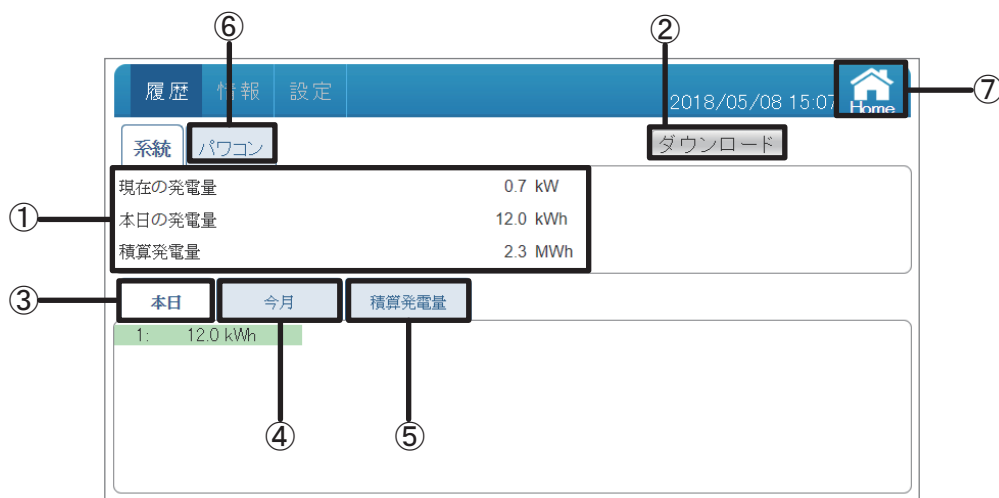 ⑥
②
履歴 情報 設定
2018/05/08 15:07
Home
⑦
系統 パワコン
ダウンロード
①
現在の発電量 0.7 kW
本日の発電量 12.0 kWh
積算発電量 2.3 MWh
③
本日 今月 積算発電量
1: 12.0 kWh
④
⑤